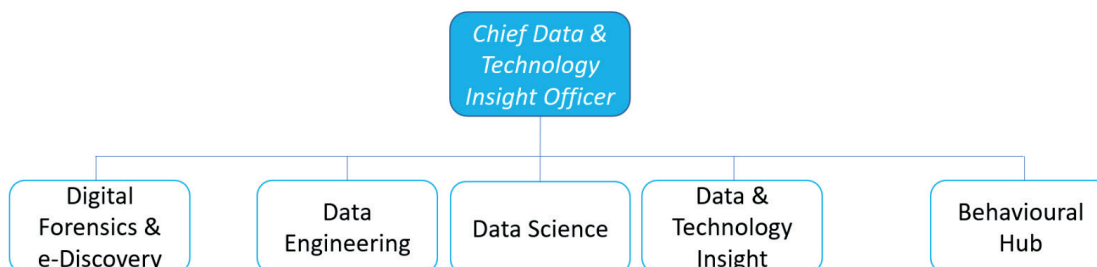 Chief Data &
Technology
Insight Officer
Digital
Forensics &
e-Discovery
Data
Engineering
Data Science
Data &
Technology
Insight
Behavioural
Hub